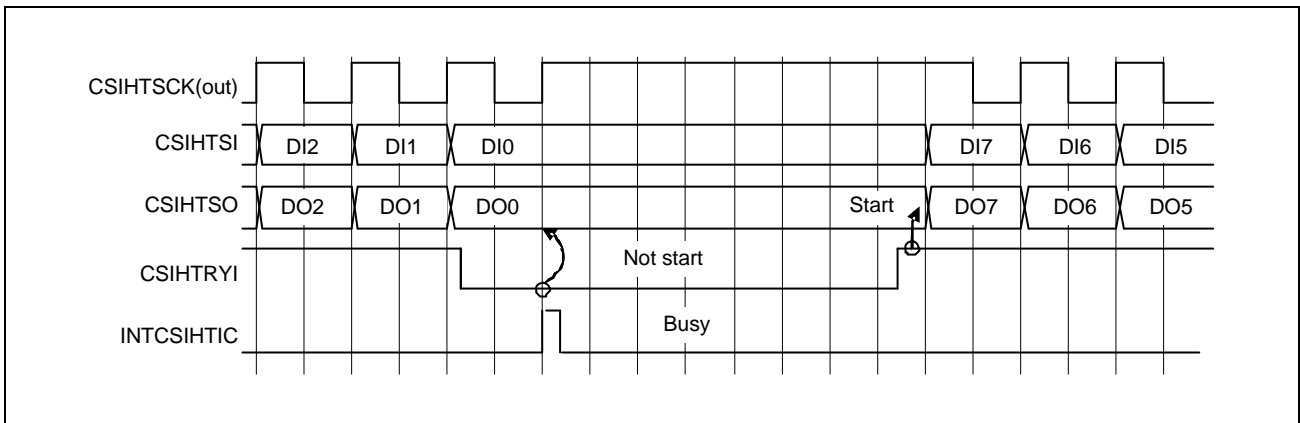 CSIHTSCK(out)
CSIHTSI DI2 DI1 DI0 DI7 DI6 DI5
CSIHTSO DO2 DO1 DO0 Start DO7 DO6 DO5
CSIHTRYI Not start
INTCSIHTIC Busy